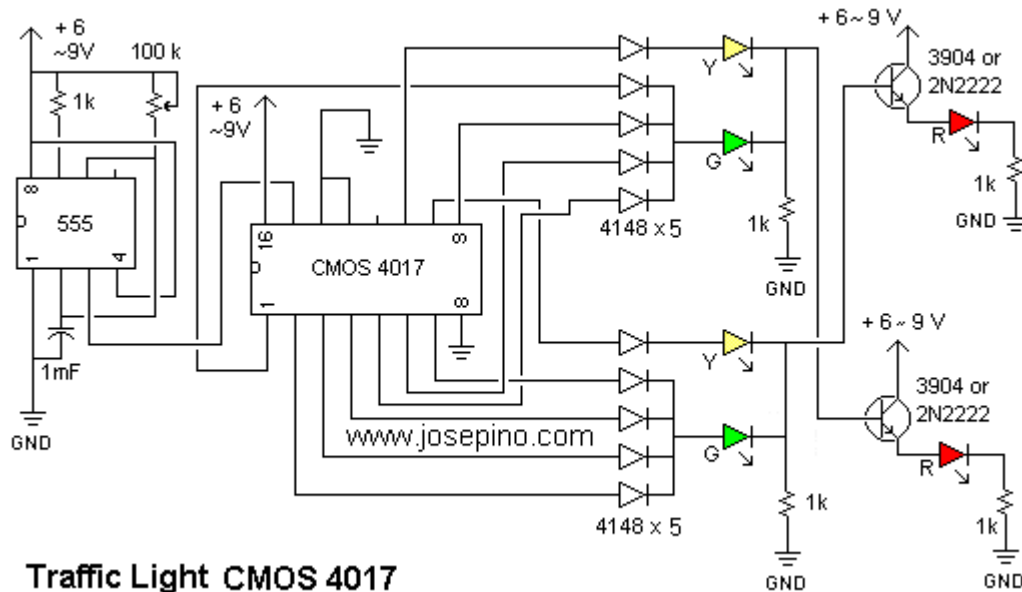 + 6
~9V
100 k
1k
8
555
1
4
1mF
GND
+ 6
~9V
16
9
CMOS 4017
1
8
Y
G
4148 x 5
1k
GND
+ 6~ 9V
3904 or
2N2222
R
1k
GND
Y
G
4148 x 5
1k
GND
+ 6~ 9 V
3904 or
2N2222
R
1k
GND
www.josepino.com
Traffic Light CMOS 4017